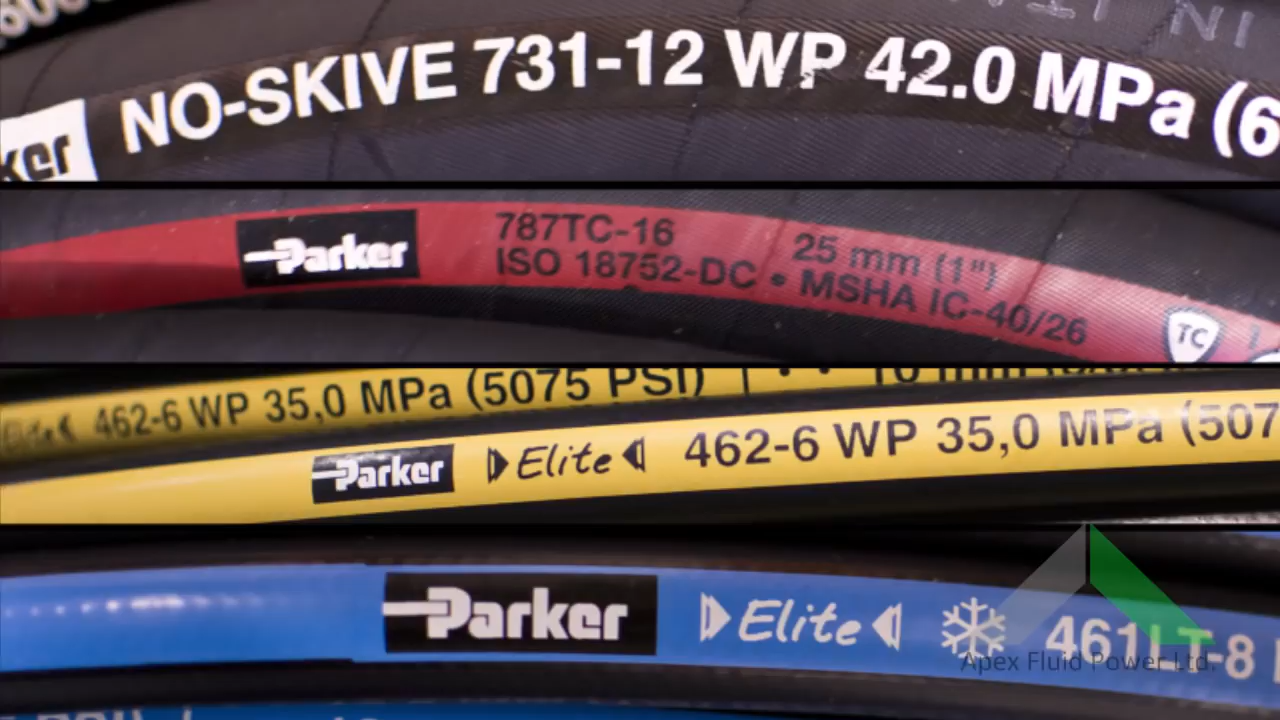 Parker NO-SKIVE 731-12 WP 42.0 MPa (6
Parker
787TC-16 25 mm (1")
ISO 18752-DC • MSHA IC-40/26
TC
462-6 WP 35,0 MPa (5075 PSI)
Parker Elite 462-6 WP 35,0 MPa (507
Parker Elite 461LT-8
Apex Fluid Power Ltd.